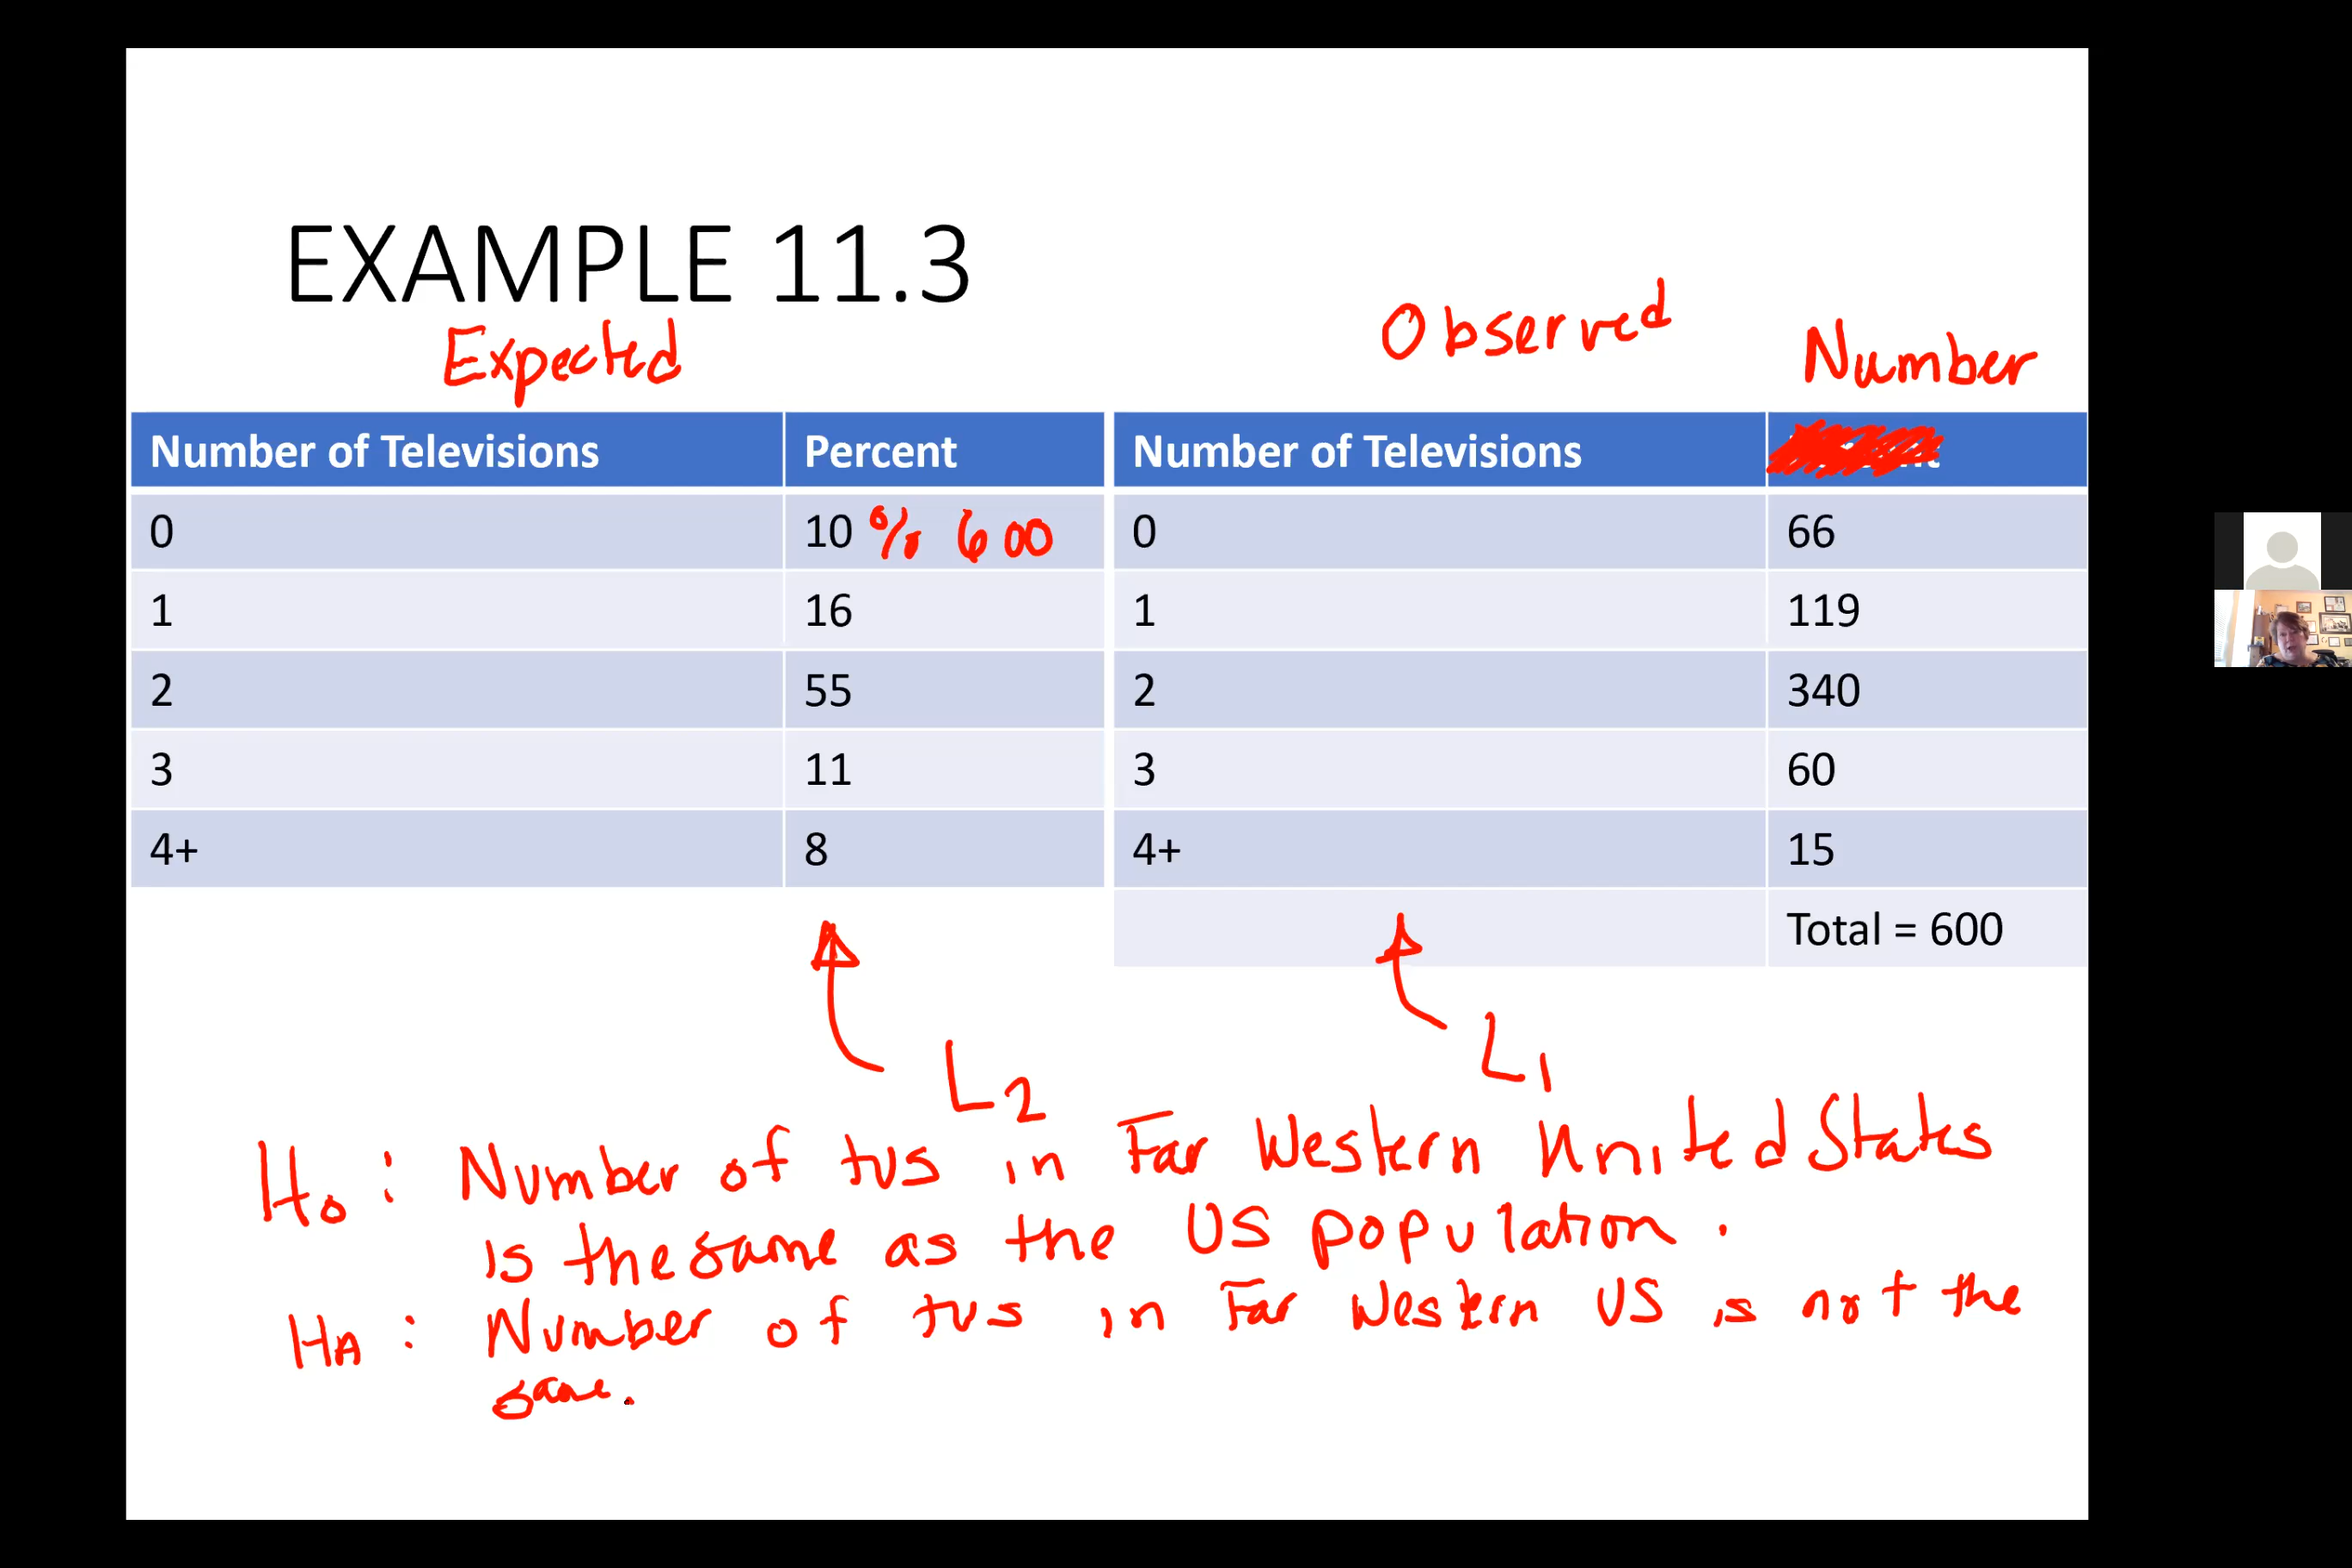 EXAMPLE 11.3
Expected
Observed
Number
Number of Televisions Percent
0 10 % 600
1 16
2 55
3 11
4+ 8
Number of Televisions
0 66
1 119
2 340
3 60
4+ 15
Total = 600
L2
L1
H0 : Number of tvs in Far Western United States
is the same as the US population.
HA : Number of tvs in Far Western US is not the
same.